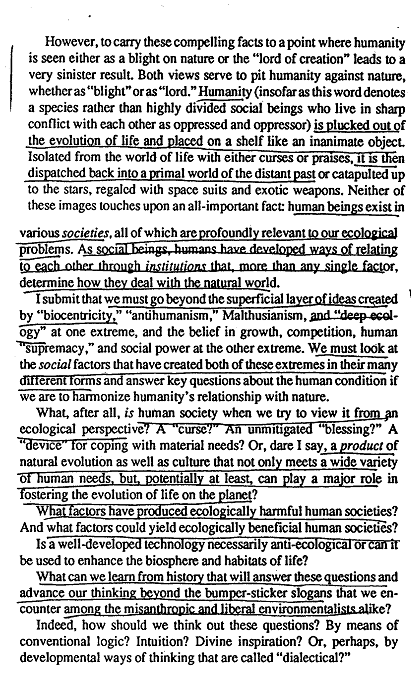 However, to carry these compelling facts to a point where humanity
is seen either as a blight on nature or the "lord of creation" leads to a
very sinister result. Both views serve to pit humanity against nature,
whether as "blight" or as "lord." Humanity (insofar as this word denotes
a species rather than highly divided social beings who live in sharp
conflict with each other as oppressed and oppressor) is plucked out of
the evolution of life and placed on a shelf like an inanimate object.
Isolated from the world of life with either curses or praises, it is then
dispatched back into a primal world of the distant past or catapulted up
to the stars, regaled with space suits and exotic weapons. Neither of
these images touches upon an all-important fact: human beings exist in
various societies, all of which are profoundly relevant to our ecological
problems. As social beings, humans have developed ways of relating
to each other through institutions that, more than any single factor,
determine how they deal with the natural world.
I submit that we must go beyond the superficial layer of ideas created
by "biocentricity," "antihumanism," Malthusianism, and "deep ecol-
ogy" at one extreme, and the belief in growth, competition, human
"supremacy," and social power at the other extreme. We must look at
the social factors that have created both of these extremes in their many
different forms and answer key questions about the human condition if
we are to harmonize humanity's relationship with nature.
What, after all, is human society when we try to view it from an
ecological perspective? A "curse?" An unmitigated "blessing?" A
"device" for coping with material needs? Or, dare I say, a product of
natural evolution as well as culture that not only meets a wide variety
of human needs, but, potentially at least, can play a major role in
fostering the evolution of life on the planet?
What factors have produced ecologically harmful human societies?
And what factors could yield ecologically beneficial human societies?
Is a well-developed technology necessarily anti-ecological or can it
be used to enhance the biosphere and habitats of life?
What can we learn from history that will answer these questions and
advance our thinking beyond the bumper-sticker slogans that we en-
counter among the misanthropic and liberal environmentalists alike?
Indeed, how should we think out these questions? By means of
conventional logic? Intuition? Divine inspiration? Or, perhaps, by
developmental ways of thinking that are called "dialectical?"